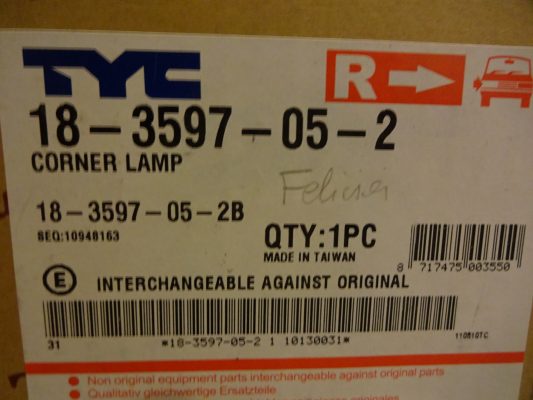 TYC R
18-3597-05-2
CORNER LAMP
18-3597-05-2B
SEQ:10948163
QTY:1PC
MADE IN TAIWAN
8 717475 003550
E INTERCHANGEABLE AGAINST ORIGINAL
31 *18-3597-05-2 1 10130031*
Non original equipment parts interchangeable against original parts
Qualitativ gleichwertige Ersatzteile